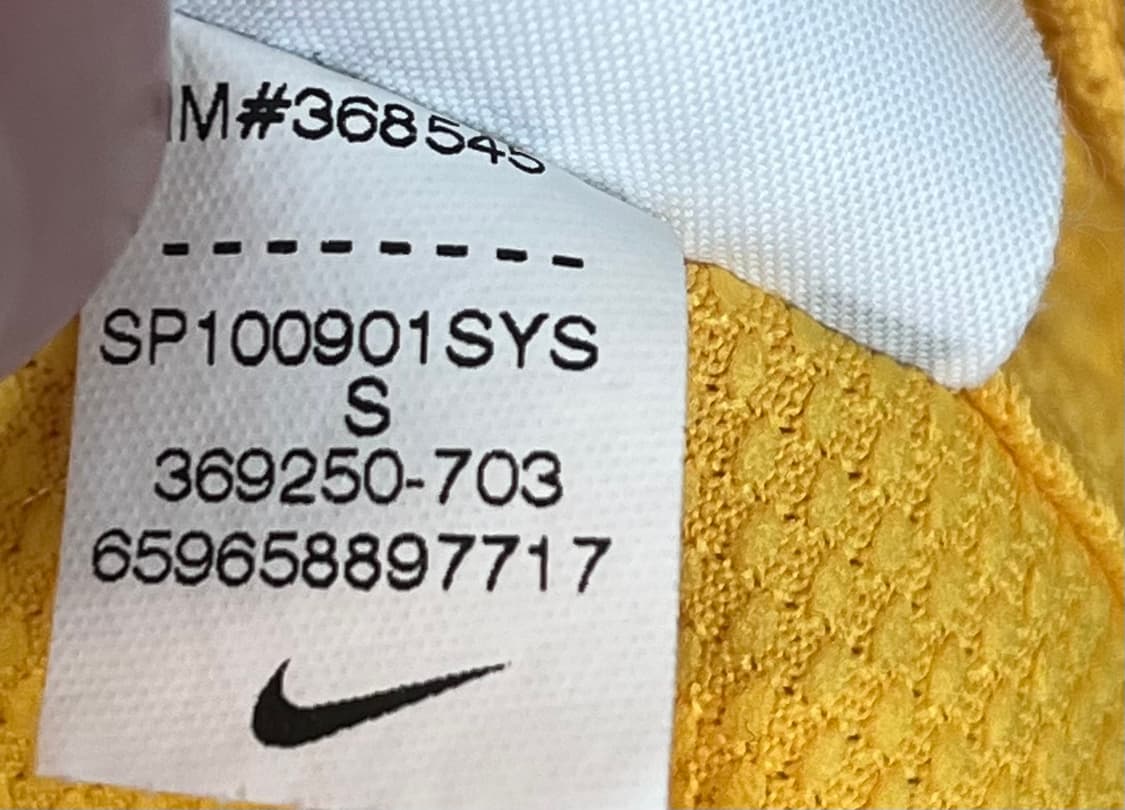 M#368545
--------
SP100901SYS
S
369250-703
659658897717